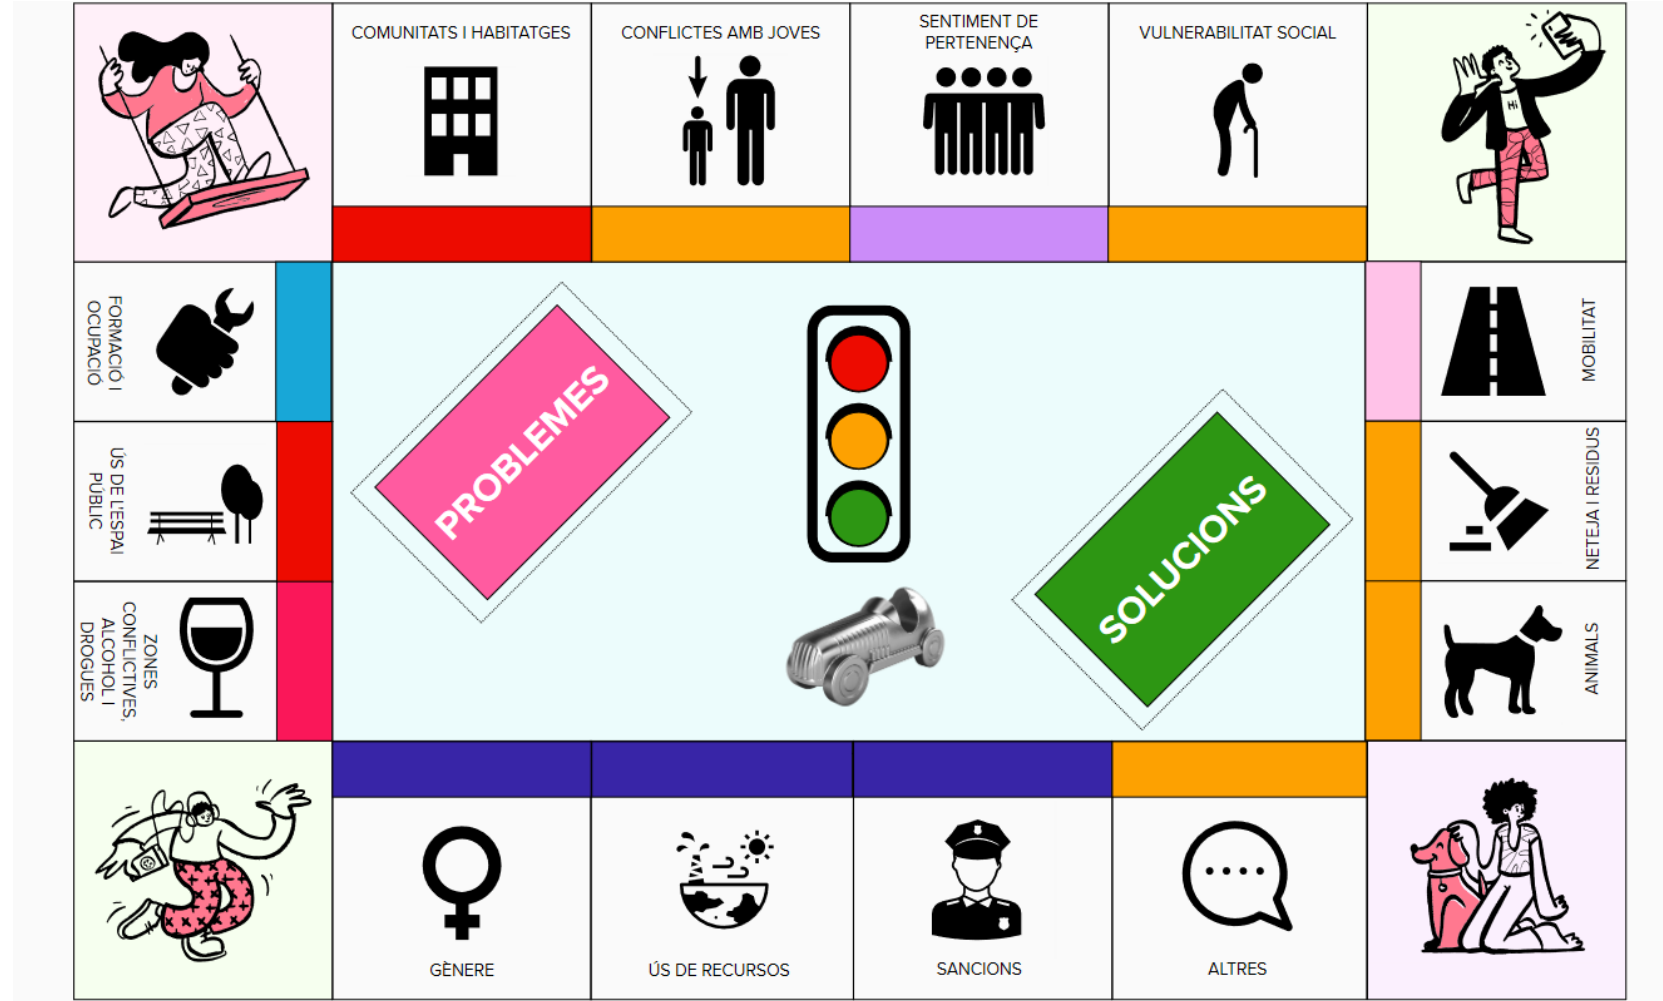 COMUNITATS I HABITATGES
CONFLICTES AMB JOVES
SENTIMENT DE
PERTENENÇA
VULNERABILITAT SOCIAL
Hi
FORMACIÓ I
OCUPACIÓ
MOBILITAT
PROBLEMES
ÚS DE L'ESPAI
PÚBLIC
NETEJA I RESIDUS
SOLUCIONS
ZONES
CONFLICTIVES,
ALCOHOL I
DROGUES
ANIMALS
GÈNERE
ÚS DE RECURSOS
SANCIONS
ALTRES